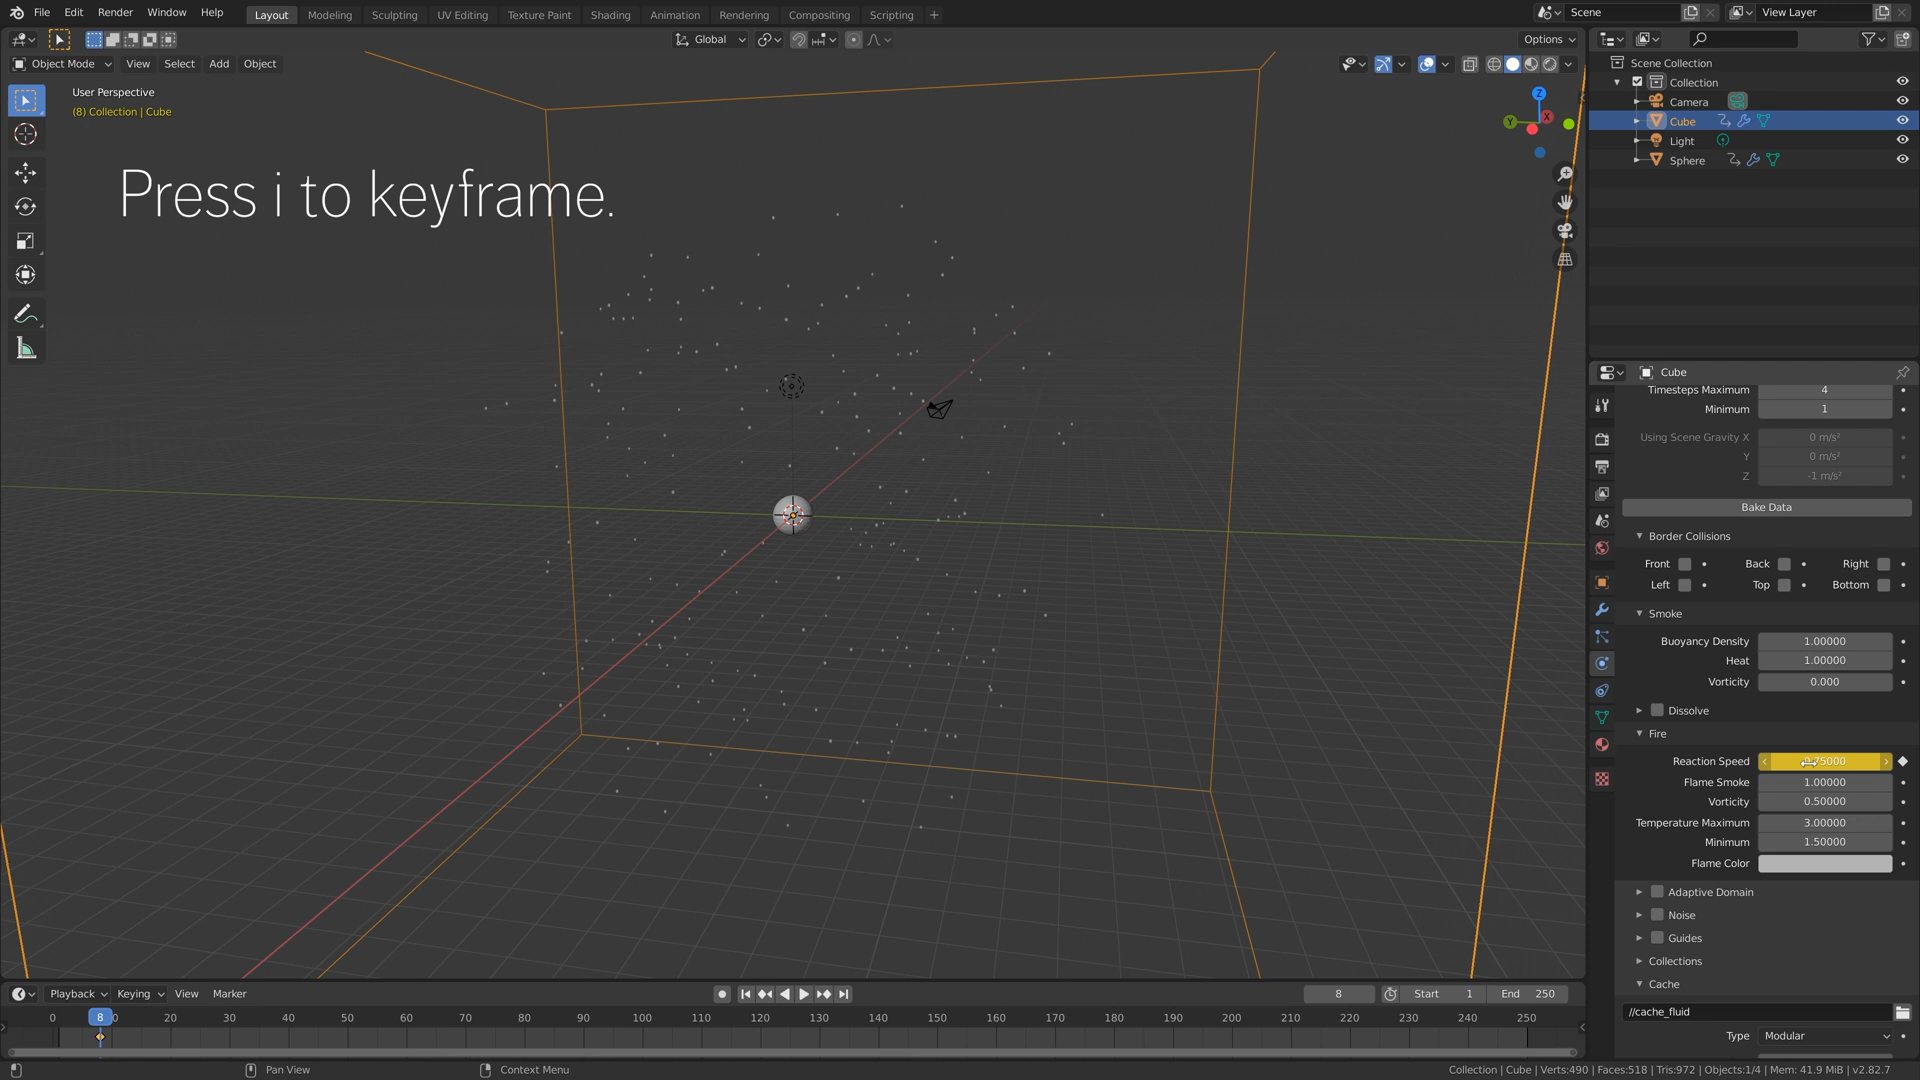 File Edit Render Window Help
Layout Modeling Sculpting UV Editing Texture Paint Shading Animation Rendering Compositing Scripting +
Scene
View Layer
Global
Options
Object Mode View Select Add Object
User Perspective
(8) Collection | Cube
Press i to keyframe.
Z
Y
X
Scene Collection
Collection
Camera
Cube
Light
Sphere
Cube
Timesteps Maximum 4
Minimum 1
Using Scene Gravity X 0 m/s²
Y 0 m/s²
Z -1 m/s²
Bake Data
Border Collisions
Front Back Right
Left Top Bottom
Smoke
Buoyancy Density 1.00000
Heat 1.00000
Vorticity 0.000
Dissolve
Fire
Reaction Speed 0.75000
Flame Smoke 1.00000
Vorticity 0.50000
Temperature Maximum 3.00000
Minimum 1.50000
Flame Color
Adaptive Domain
Noise
Guides
Collections
Cache
//cache_fluid
Type Modular
Playback Keying View Marker
8 Start 1 End 250
0 8 20 30 40 50 60 70 80 90 100 110 120 130 140 150 160 170 180 190 200 210 220 230 240 250
Pan View
Context Menu
Collection | Cube | Verts:490 | Faces:518 | Tris:972 | Objects:1/4 | Mem: 41.9 MiB | v2.82.7